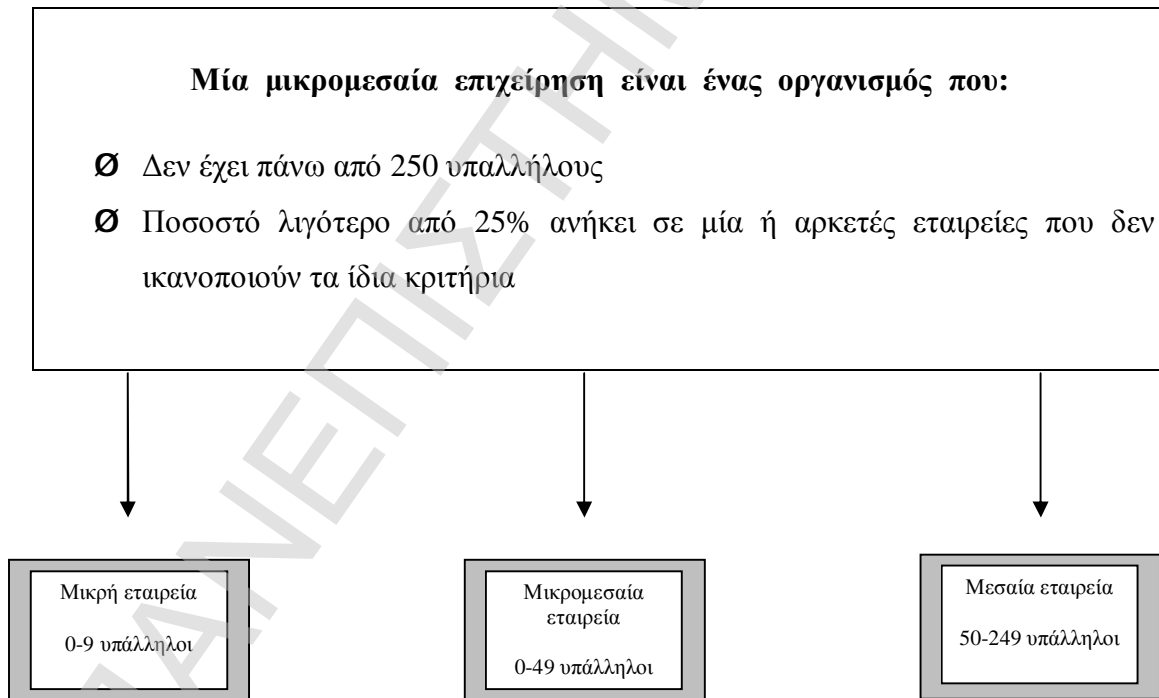 Μία μικρομεσαία επιχείρηση είναι ένας οργανισμός που:
Ø Δεν έχει πάνω από 250 υπαλλήλους
Ø Ποσοστό λιγότερο από 25% ανήκει σε μία ή αρκετές εταιρείες που δεν
ικανοποιούν τα ίδια κριτήρια
Μικρή εταιρεία
0-9 υπάλληλοι
Μικρομεσαία
εταιρεία
0-49 υπάλληλοι
Μεσαία εταιρεία
50-249 υπάλληλοι